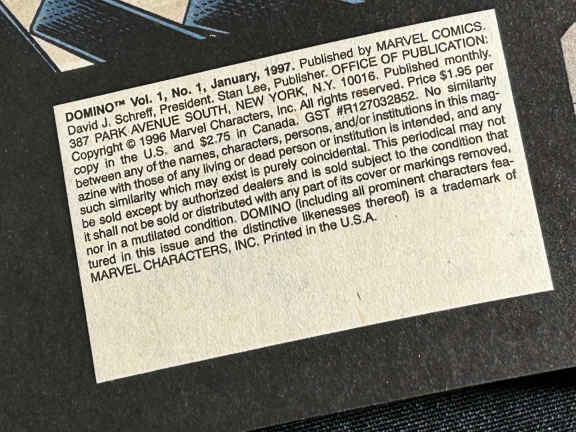 DOMINO™ Vol. 1, No. 1, January, 1997. Published by MARVEL COMICS.
David J. Schreff, President. Stan Lee, Publisher. OFFICE OF PUBLICATION:
387 PARK AVENUE SOUTH, NEW YORK, N.Y. 10016. Published monthly.
Copyright © 1996 Marvel Characters, Inc. All rights reserved. Price $1.95 per
copy in the U.S. and $2.75 in Canada. GST #R127032852. No similarity
between any of the names, characters, persons, and/or institutions in this mag-
azine with those of any living or dead person or institution is intended, and any
such similarity which may exist is purely coincidental. This periodical may not
be sold except by authorized dealers and is sold subject to the condition that
it shall not be sold or distributed with any part of its cover or markings removed,
nor in a mutilated condition. DOMINO (including all prominent characters fea-
tured in this issue and the distinctive likenesses thereof) is a trademark of
MARVEL CHARACTERS, INC. Printed in the U.S.A.